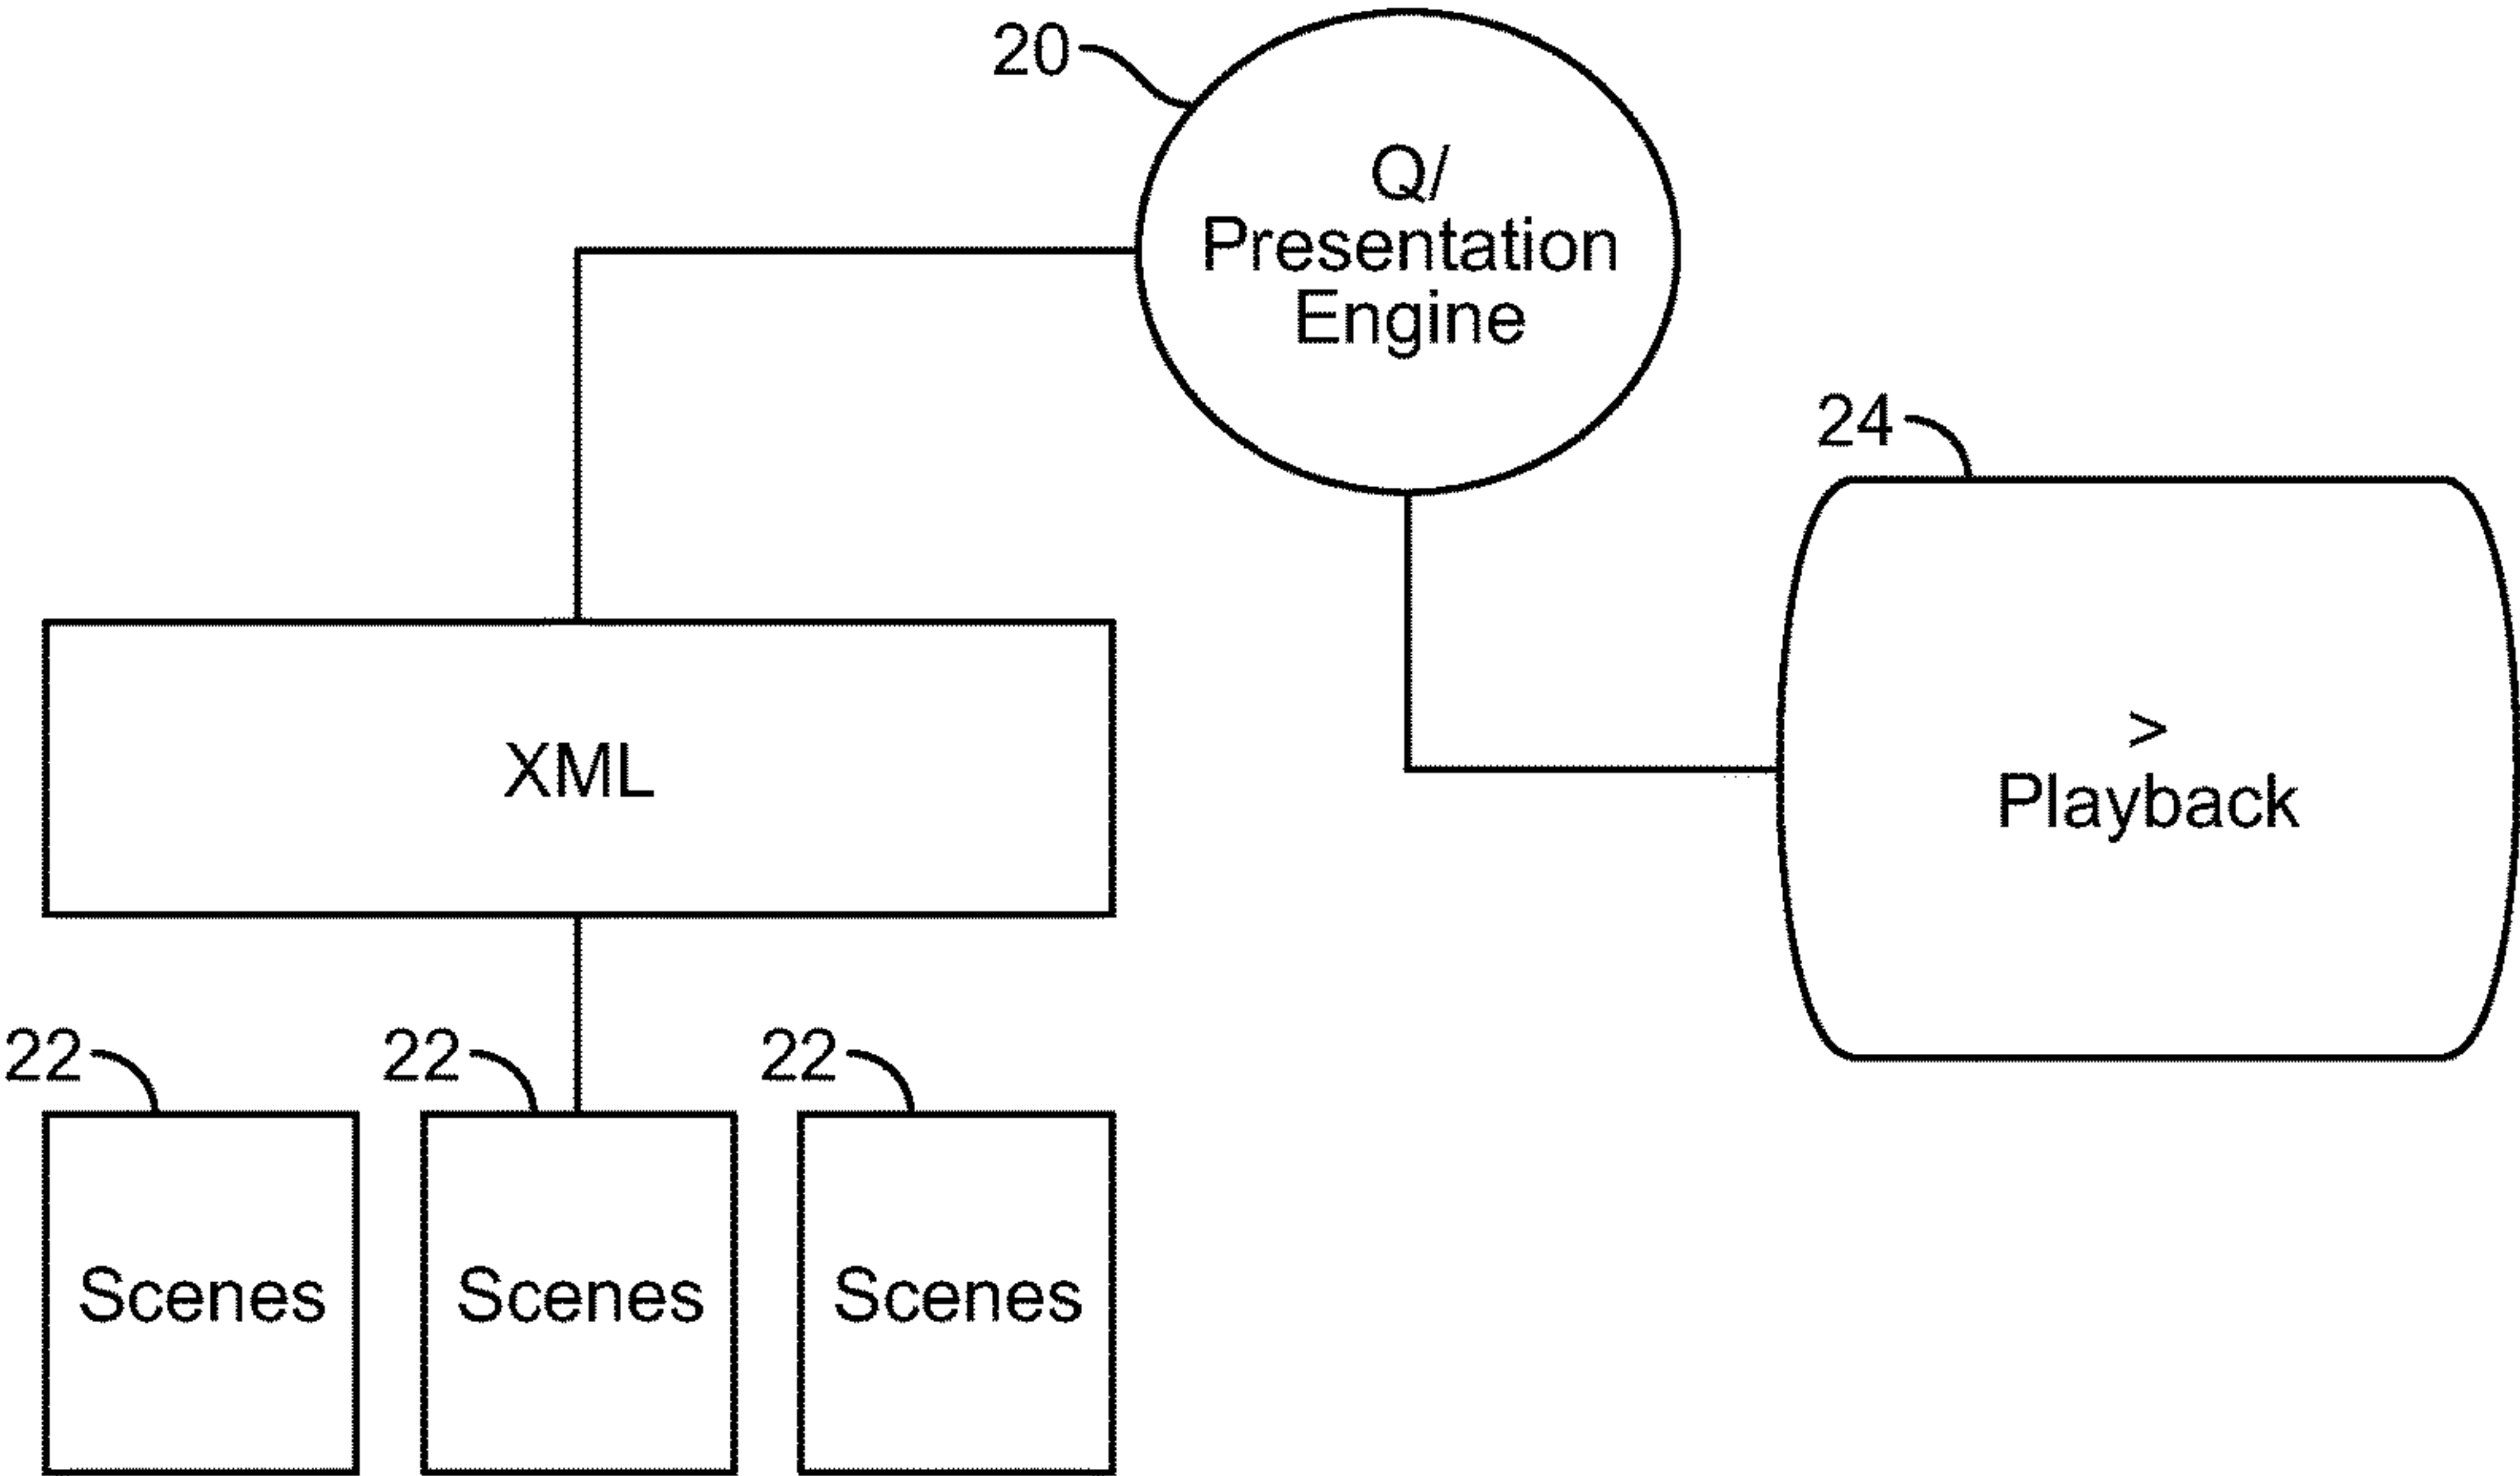 20
Q/
Presentation
Engine
24
XML
>
Playback
22
22
22
Scenes
Scenes
Scenes